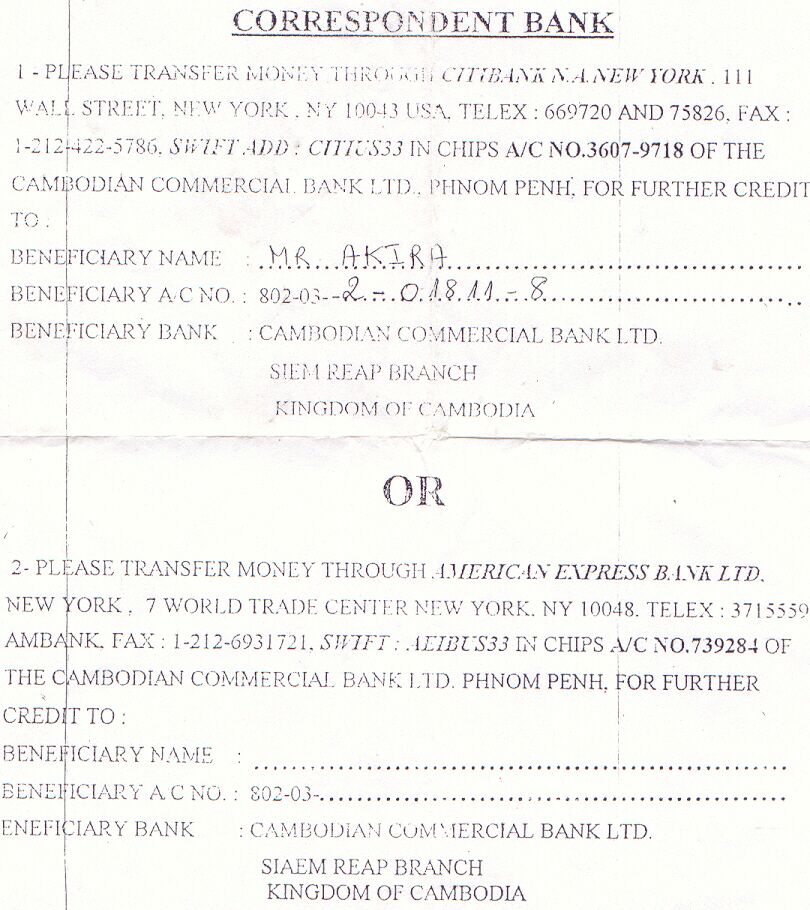 CORRESPONDENT BANK
1 - PLEASE TRANSFER MONEY THROUGH CITIBANK N.A. NEW YORK . 111
WALL STREET, NEW YORK , NY 10043 USA, TELEX : 669720 AND 75826, FAX :
1-212-422-5786, SWIFT ADD : CITIUS33 IN CHIPS A/C NO.3607-9718 OF THE
CAMBODIAN COMMERCIAL BANK LTD., PHNOM PENH, FOR FURTHER CREDIT
TO :
BENEFICIARY NAME : MR AKIRA
BENEFICIARY A/C NO. : 802-03--2-01811-8
BENEFICIARY BANK : CAMBODIAN COMMERCIAL BANK LTD.
SIEM REAP BRANCH
KINGDOM OF CAMBODIA
OR
2- PLEASE TRANSFER MONEY THROUGH AMERICAN EXPRESS BANK LTD,
NEW YORK , 7 WORLD TRADE CENTER NEW YORK, NY 10048. TELEX : 3715559
AMBANK, FAX : 1-212-6931721, SWIFT : AEIBUS33 IN CHIPS A/C NO.739284 OF
THE CAMBODIAN COMMERCIAL BANK LTD. PHNOM PENH, FOR FURTHER
CREDIT TO :
BENEFICIARY NAME :
BENEFICIARY A C NO. : 802-03-
ENEFICIARY BANK : CAMBODIAN COMMERCIAL BANK LTD.
SIAEM REAP BRANCH
KINGDOM OF CAMBODIA